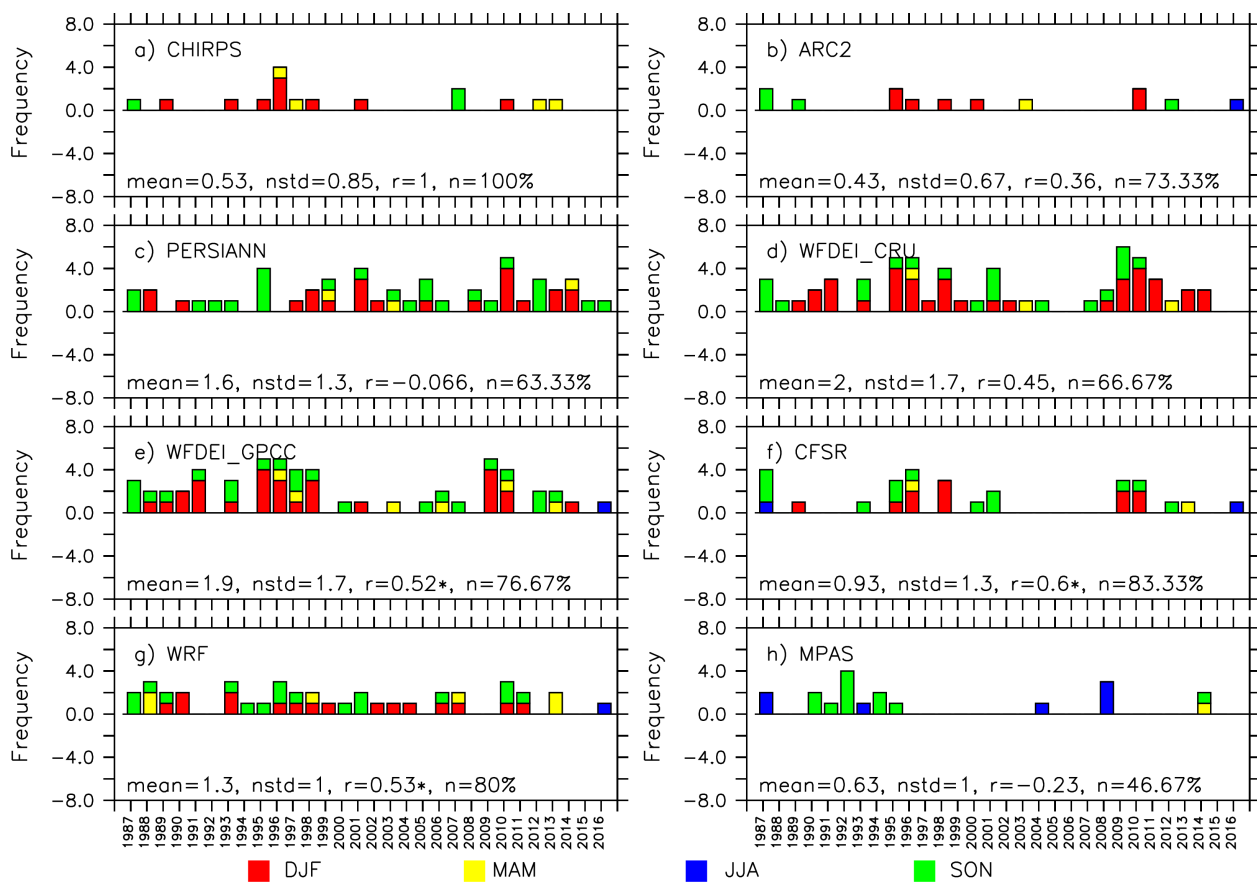 8.0
4.0
0.0
−4.0
−8.0
Frequency
a) CHIRPS
mean=0.53, nstd=0.85, r=1, n=100%
8.0
4.0
0.0
−4.0
−8.0
Frequency
b) ARC2
mean=0.43, nstd=0.67, r=0.36, n=73.33%
8.0
4.0
0.0
−4.0
−8.0
Frequency
c) PERSIANN
mean=1.6, nstd=1.3, r=−0.066, n=63.33%
8.0
4.0
0.0
−4.0
−8.0
Frequency
d) WFDEI_CRU
mean=2, nstd=1.7, r=0.45, n=66.67%
8.0
4.0
0.0
−4.0
−8.0
Frequency
e) WFDEI_GPCC
mean=1.9, nstd=1.7, r=0.52*, n=76.67%
8.0
4.0
0.0
−4.0
−8.0
Frequency
f) CFSR
mean=0.93, nstd=1.3, r=0.6*, n=83.33%
8.0
4.0
0.0
−4.0
−8.0
Frequency
g) WRF
mean=1.3, nstd=1, r=0.53*, n=80%
8.0
4.0
0.0
−4.0
−8.0
Frequency
h) MPAS
mean=0.63, nstd=1, r=−0.23, n=46.67%
1987 1988 1989 1990 1991 1992 1993 1994 1995 1996 1997 1998 1999 2000 2001 2002 2003 2004 2005 2006 2007 2008 2009 2010 2011 2012 2013 2014 2015 2016
1987 1988 1989 1990 1991 1992 1993 1994 1995 1996 1997 1998 1999 2000 2001 2002 2003 2004 2005 2006 2007 2008 2009 2010 2011 2012 2013 2014 2015 2016
DJF MAM JJA SON